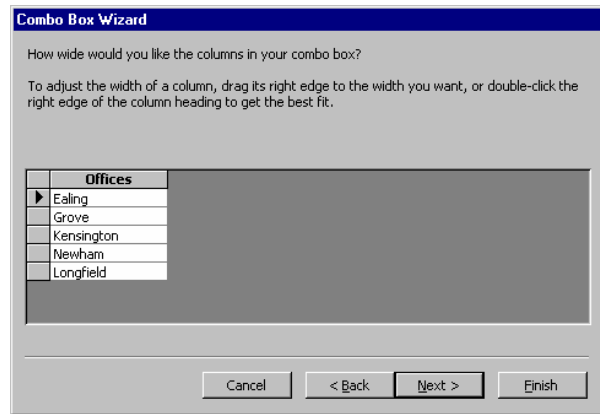 Combo Box Wizard
How wide would you like the columns in your combo box?
To adjust the width of a column, drag its right edge to the width you want, or double-click the
right edge of the column heading to get the best fit.
Offices
Ealing
Grove
Kensington
Newham
Longfield
Cancel < Back Next > Finish